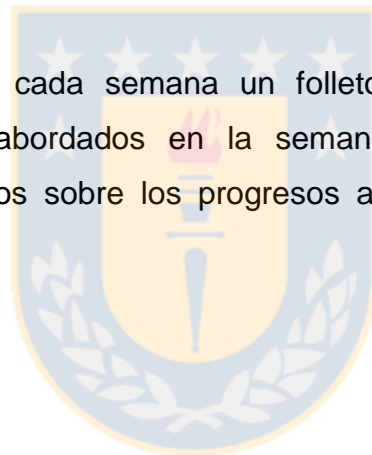 cada semana un folleto
abordados en la seman
os sobre los progresos a